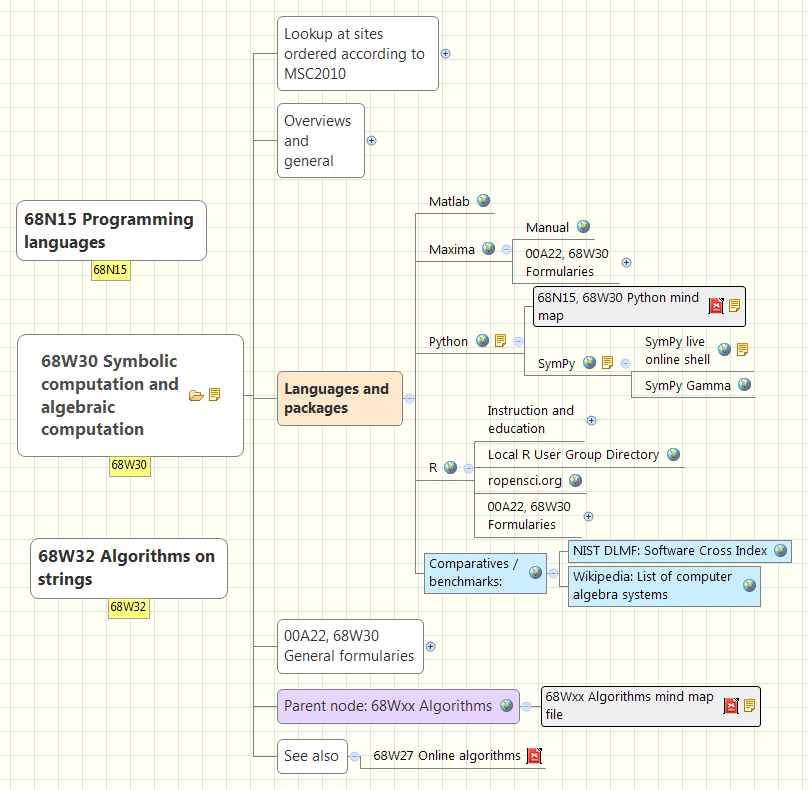 Lookup at sites
ordered according to
MSC2010
Overviews
and
general
68N15 Programming
languages
68N15
68W30 Symbolic
computation and
algebraic
computation
68W30
68W32 Algorithms on
strings
68W32
Languages and
packages
Matlab
Maxima
Manual
00A22, 68W30
Formularies
Python
68N15, 68W30 Python mind
map
SymPy
SymPy live
online shell
SymPy Gamma
R
Instruction and
education
Local R User Group Directory
ropensci.org
00A22, 68W30
Formularies
Comparatives /
benchmarks:
NIST DLMF: Software Cross Index
Wikipedia: List of computer
algebra systems
00A22, 68W30
General formularies
Parent node: 68Wxx Algorithms
68Wxx Algorithms mind map
file
See also
68W27 Online algorithms